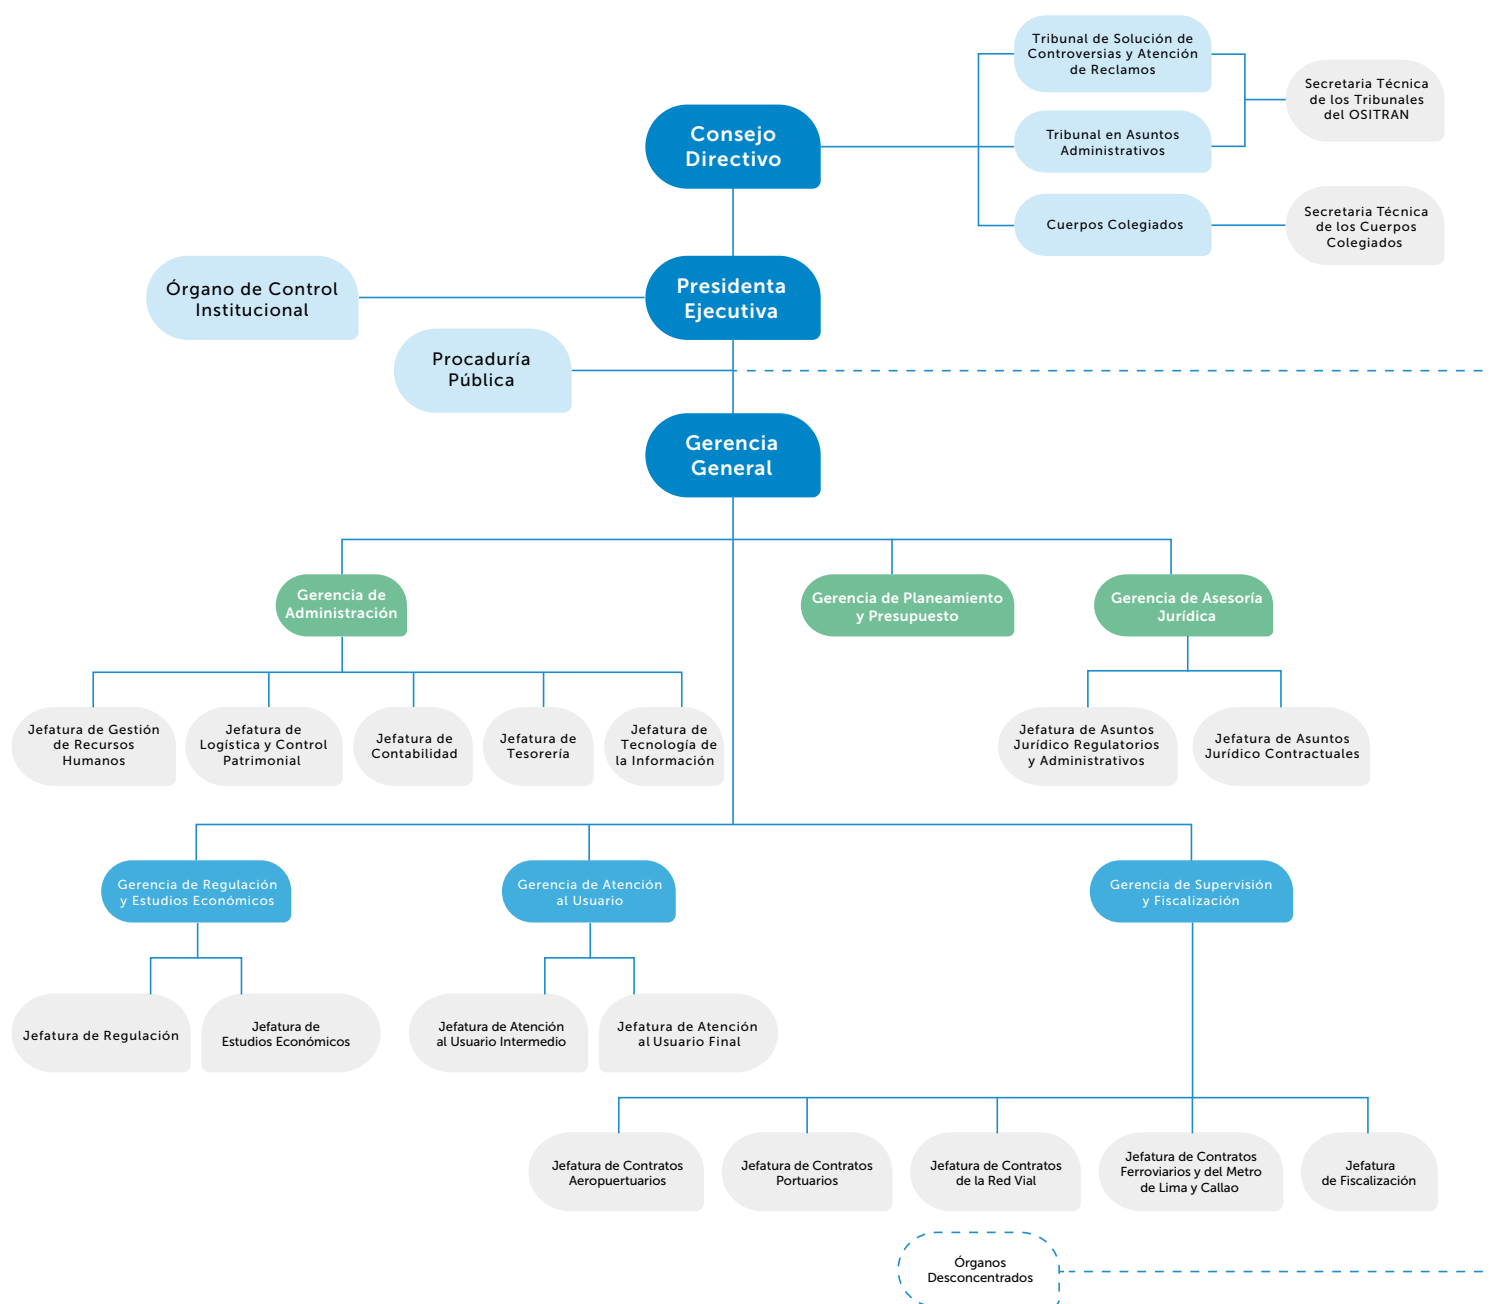 Tribunal de Solución de
Controversias y Atención
de Reclamos
Secretaria Técnica
de los Tribunales
del OSITRAN
Consejo
Directivo
Tribunal en Asuntos
Administrativos
Cuerpos Colegiados
Secretaria Técnica
de los Cuerpos
Colegiados
Órgano de Control
Institucional
Presidenta
Ejecutiva
Procaduría
Pública
Gerencia
General
Gerencia de
Administración
Gerencia de Planeamiento
y Presupuesto
Gerencia de Asesoría
Jurídica
Jefatura de Gestión
de Recursos
Humanos
Jefatura de
Logística y Control
Patrimonial
Jefatura de
Contabilidad
Jefatura de
Tesorería
Jefatura de
Tecnología de
la Información
Jefatura de Asuntos
Jurídico Regulatorios
y Administrativos
Jefatura de Asuntos
Jurídico Contractuales
Gerencia de Regulación
y Estudios Económicos
Gerencia de Atención
al Usuario
Gerencia de Supervisión
y Fiscalización
Jefatura de Regulación
Jefatura de
Estudios Económicos
Jefatura de Atención
al Usuario Intermedio
Jefatura de Atención
al Usuario Final
Jefatura de Contratos
Aeropuertuarios
Jefatura de Contratos
Portuarios
Jefatura de Contratos
de la Red Vial
Jefatura de Contratos
Ferroviarios y del Metro
de Lima y Callao
Jefatura
de Fiscalización
Órganos
Desconcentrados